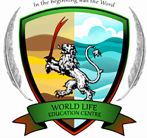 In the Beginning was the Word
WORLD LIFE
EDUCATION CENTRE